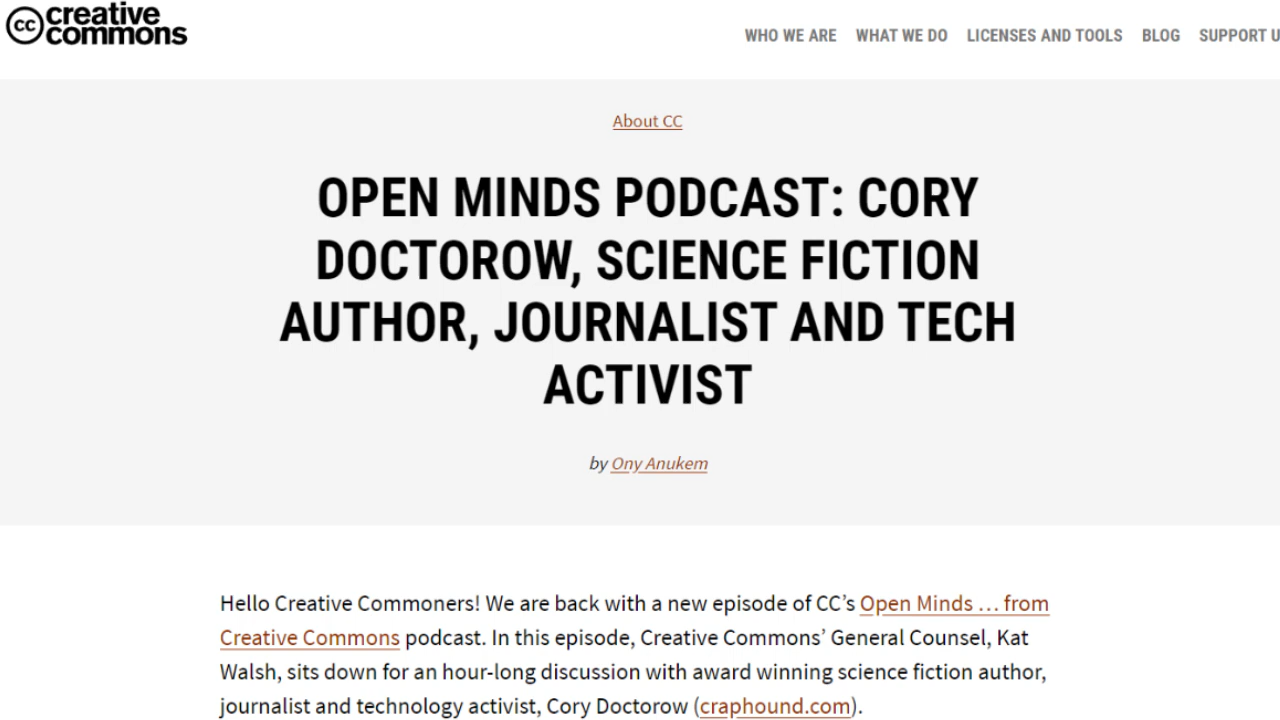 cc creative
commons
WHO WE ARE WHAT WE DO LICENSES AND TOOLS BLOG SUPPORT U
About CC
OPEN MINDS PODCAST: CORY
DOCTOROW, SCIENCE FICTION
AUTHOR, JOURNALIST AND TECH
ACTIVIST
by Ony Anukem
Hello Creative Commoners! We are back with a new episode of CC’s Open Minds … from
Creative Commons podcast. In this episode, Creative Commons’ General Counsel, Kat
Walsh, sits down for an hour-long discussion with award winning science fiction author,
journalist and technology activist, Cory Doctorow (craphound.com).